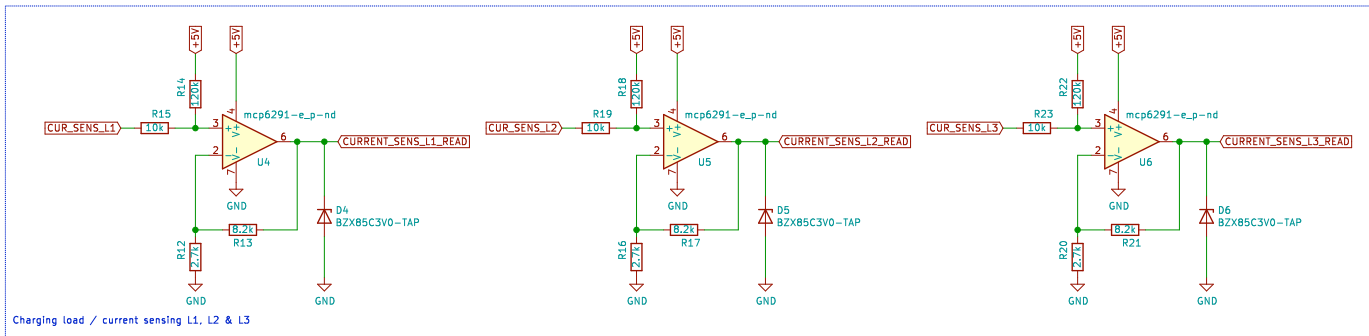 +5V
+5V
R14
120k
CUR_SENS_L1
R15
10k
mcp6291-e_p-nd
3
+
V+
4
2
-
V-
7
6
U4
GND
CURRENT_SENS_L1_READ
R12
2.7k
8.2k
R13
D4
BZX85C3V0-TAP
GND
GND
+5V
+5V
R18
120k
CUR_SENS_L2
R19
10k
mcp6291-e_p-nd
3
+
V+
4
2
-
V-
7
6
U5
GND
CURRENT_SENS_L2_READ
R16
2.7k
8.2k
R17
D5
BZX85C3V0-TAP
GND
GND
+5V
+5V
R22
120k
CUR_SENS_L3
R23
10k
mcp6291-e_p-nd
3
+
V+
4
2
-
V-
7
6
U6
GND
CURRENT_SENS_L3_READ
R20
2.7k
8.2k
R21
D6
BZX85C3V0-TAP
GND
GND
Charging load / current sensing L1, L2 & L3